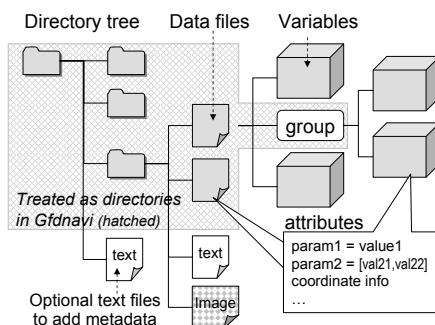 Directory tree
Data files
Variables
group
Treated as directories
in Gfdnavi (hatched)
attributes
param1 = value1
param2 = [val21,val22]
coordinate info
...
text
text
Image
Optional text files
to add metadata